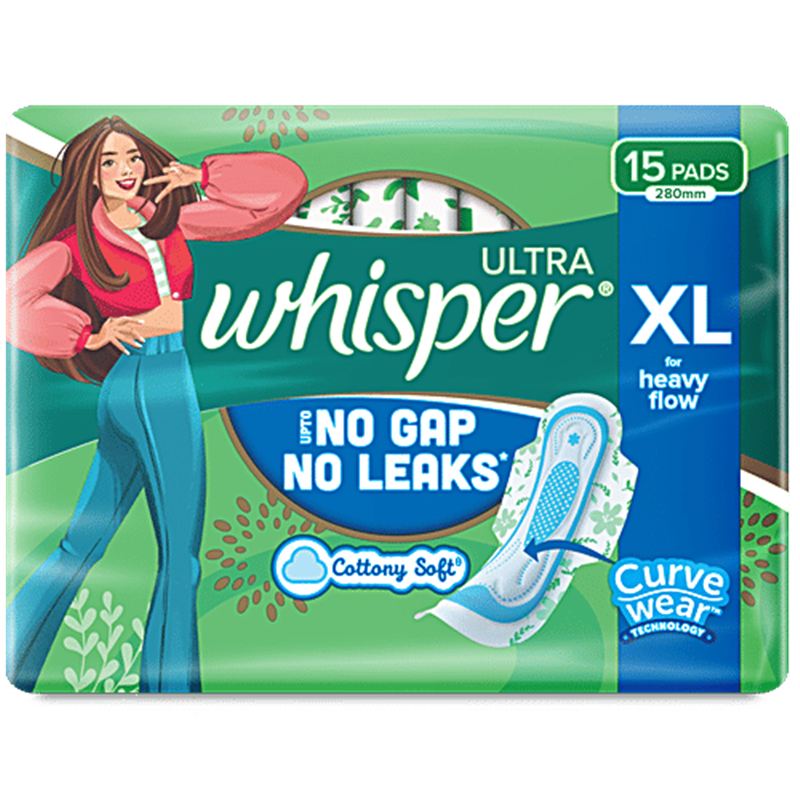 15 PADS
280mm
ULTRA
whisper®
XL
for
heavy
flow
UPTO NO GAP
NO LEAKS*
Cottony Soft
Curve
wear™
TECHNOLOGY